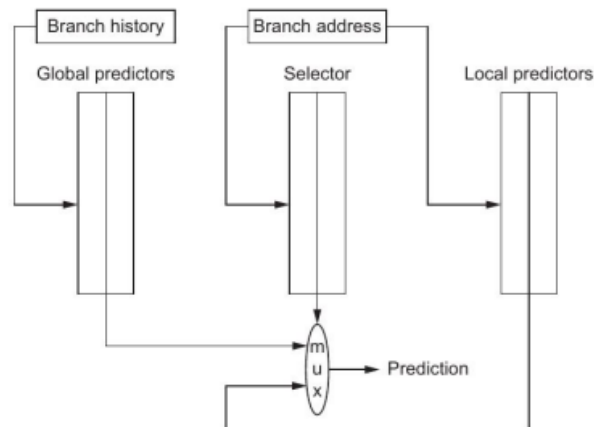 Branch history
Branch address
Global predictors
Selector
Local predictors
m
u
x
Prediction